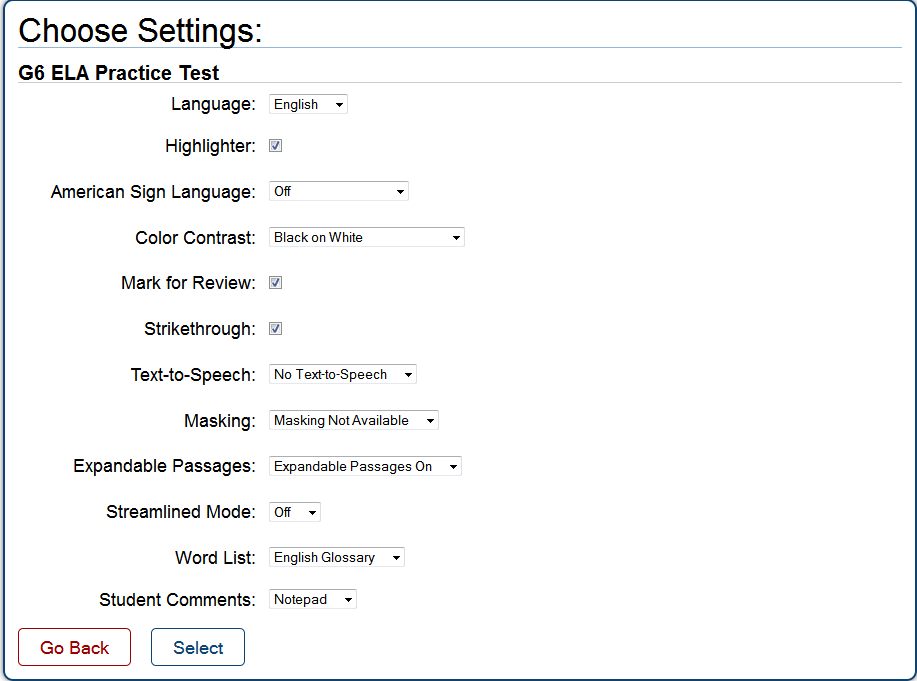 Choose Settings:
G6 ELA Practice Test
Language: English
Highlighter:
American Sign Language: Off
Color Contrast: Black on White
Mark for Review:
Strikethrough:
Text-to-Speech: No Text-to-Speech
Masking: Masking Not Available
Expandable Passages: Expandable Passages On
Streamlined Mode: Off
Word List: English Glossary
Student Comments: Notepad
Go Back Select